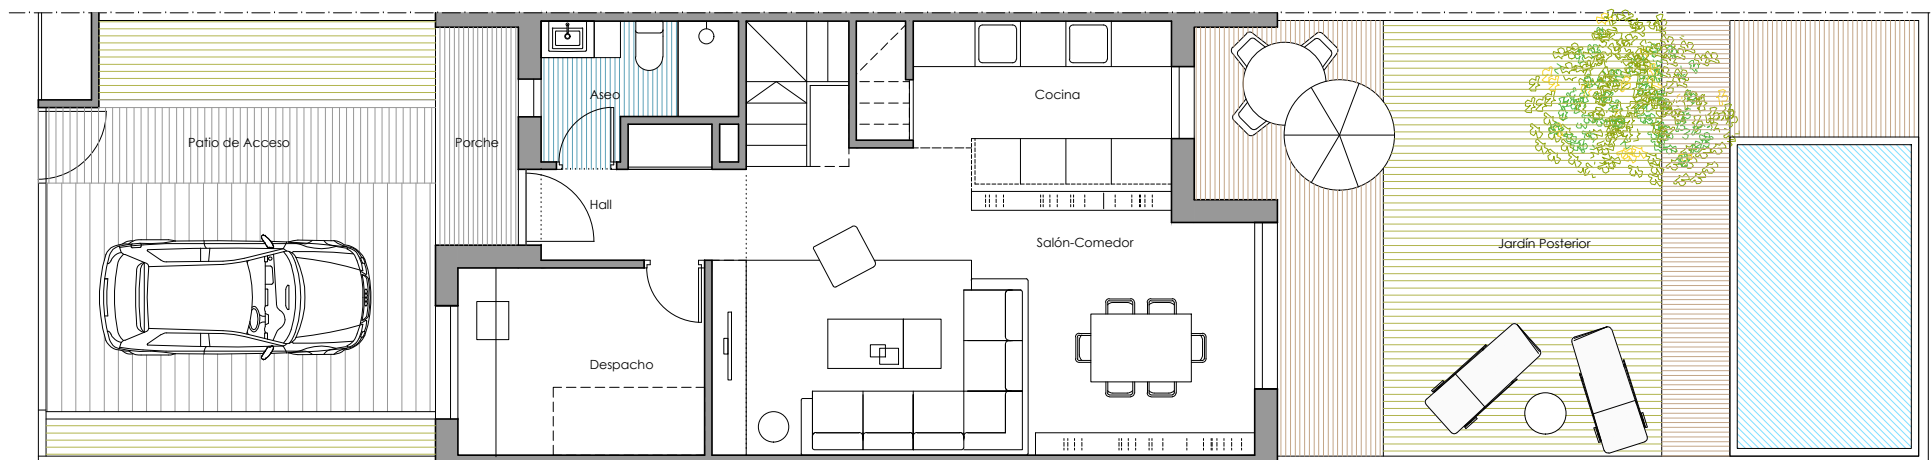 Aseo
Cocina
Patio de Acceso
Porche
Hall
Salón-Comedor
Jardín Posterior
Despacho